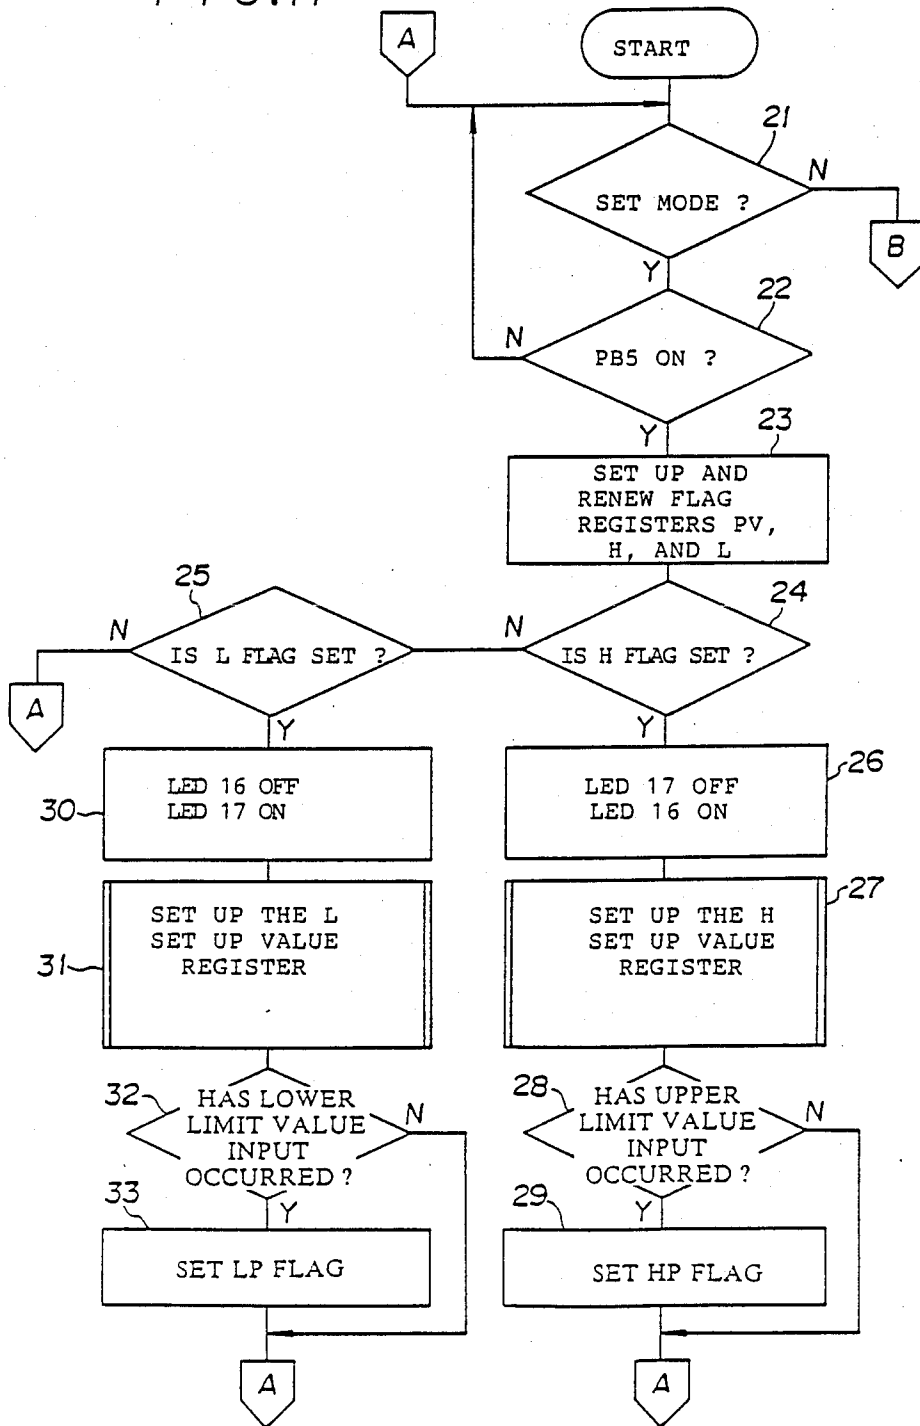 A
START
21
SET MODE ?
N
B
Y
22
N
PB5 ON ?
Y
23
SET UP AND
RENEW FLAG
REGISTERS PV,
H, AND L
25
24
N
IS L FLAG SET ?
N
IS H FLAG SET ?
A
Y
Y
LED 16 OFF
LED 17 ON
30
LED 17 OFF
LED 16 ON
26
SET UP THE L
SET UP VALUE
REGISTER
31
SET UP THE H
SET UP VALUE
REGISTER
27
32
HAS LOWER
LIMIT VALUE
INPUT
OCCURRED ?
N
28
HAS UPPER
LIMIT VALUE
INPUT
OCCURRED ?
N
33
Y
29
Y
SET LP FLAG
SET HP FLAG
A
A